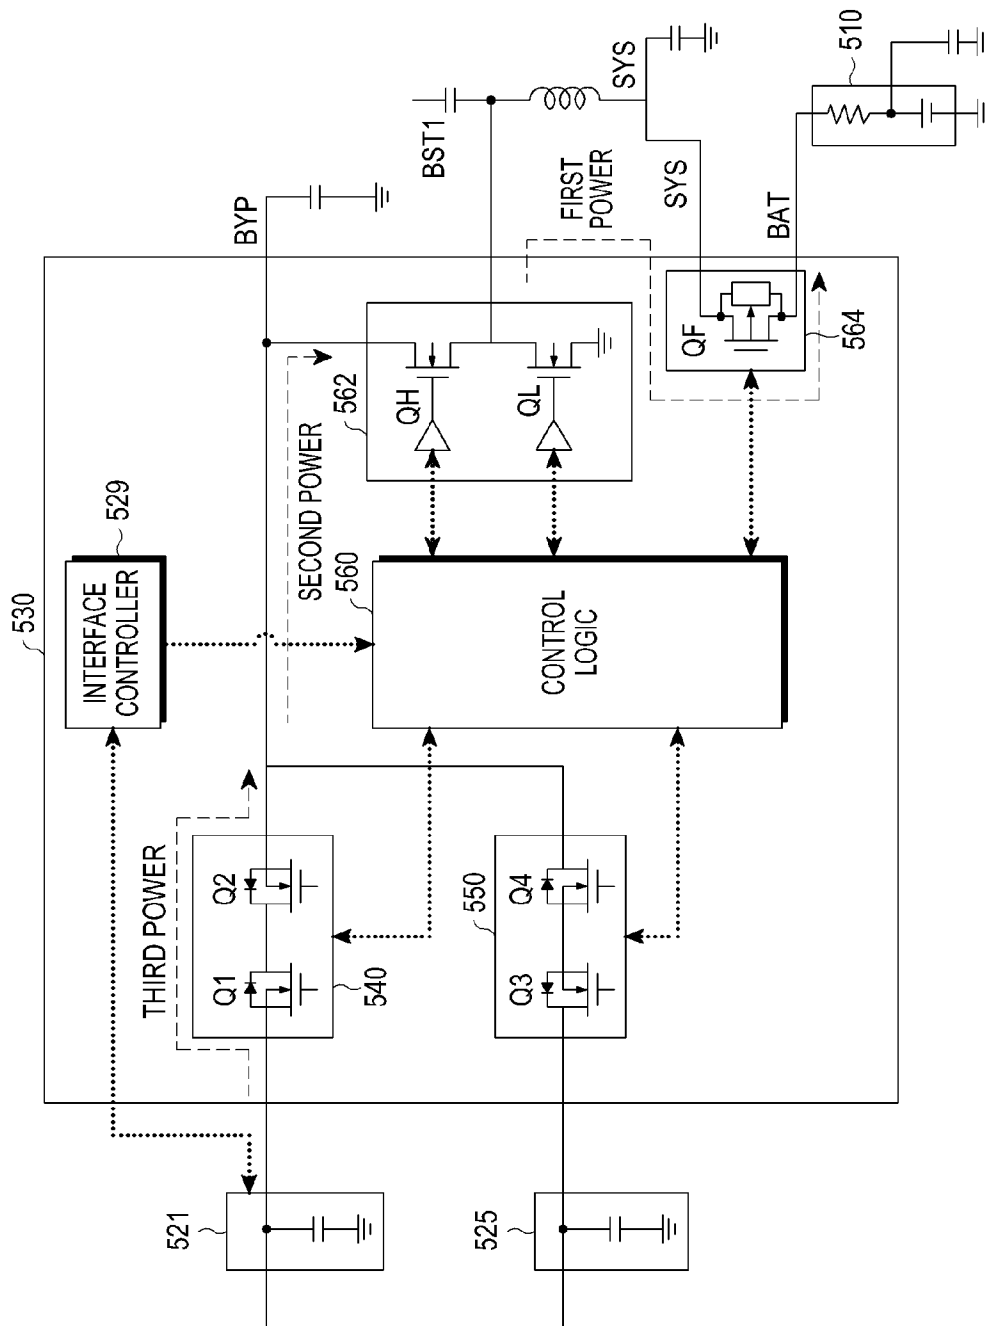 530
INTERFACE
CONTROLLER
529
THIRD POWER
521
Q1
Q2
540
BYP
SECOND POWER
560
CONTROL
LOGIC
562
QH
QL
BST1
FIRST
POWER
SYS
SYS
QF
564
BAT
510
550
Q3
Q4
525